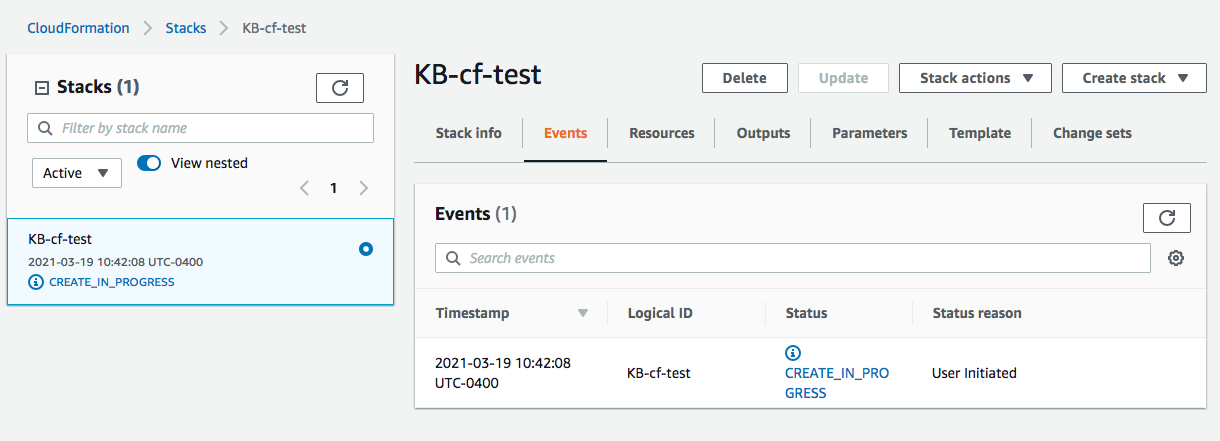 CloudFormation > Stacks > KB-cf-test
Stacks (1)
Filter by stack name
Active
View nested
1
KB-cf-test
2021-03-19 10:42:08 UTC-0400
CREATE_IN_PROGRESS
KB-cf-test
Delete
Update
Stack actions
Create stack
Stack info
Events
Resources
Outputs
Parameters
Template
Change sets
Events (1)
Search events
Timestamp
Logical ID
Status
Status reason
2021-03-19 10:42:08
UTC-0400
KB-cf-test
CREATE_IN_PRO
GRESS
User Initiated